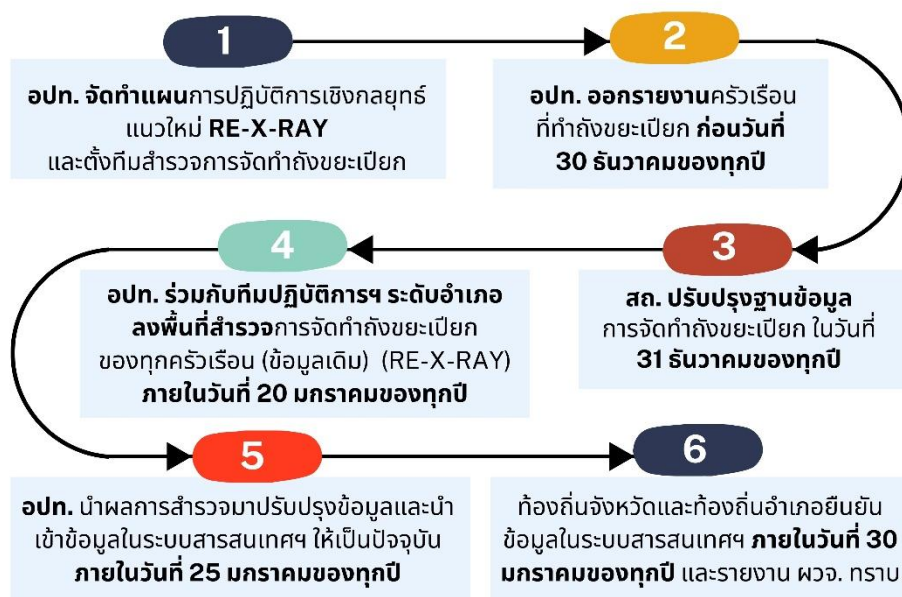 1
อปท. จัดทำแผนการปฏิบัติการเชิงกลยุทธ์
แนวใหม่ RE-X-RAY
และตั้งทีมสำรวจการจัดทำถังขยะเปียก
2
อปท. ออกรายงานครัวเรือน
ที่ทำถังขยะเปียก ก่อนวันที่
30 ธันวาคมของทุกปี
3
สถ. ปรับปรุงฐานข้อมูล
การจัดทำถังขยะเปียก ในวันที่
31 ธันวาคมของทุกปี
4
อปท. ร่วมกับทีมปฏิบัติการฯ ระดับอำเภอ
ลงพื้นที่สำรวจการจัดทำถังขยะเปียก
ของทุกครัวเรือน (ข้อมูลเดิม) (RE-X-RAY)
ภายในวันที่ 20 มกราคมของทุกปี
5
อปท. นำผลการสำรวจมาปรับปรุงข้อมูลและนำ
เข้าข้อมูลในระบบสารสนเทศฯ ให้เป็นปัจจุบัน
ภายในวันที่ 25 มกราคมของทุกปี
6
ท้องถิ่นจังหวัดและท้องถิ่นอำเภอยืนยัน
ข้อมูลในระบบสารสนเทศฯ ภายในวันที่ 30
มกราคมของทุกปี และรายงาน ผวจ. ทราบ